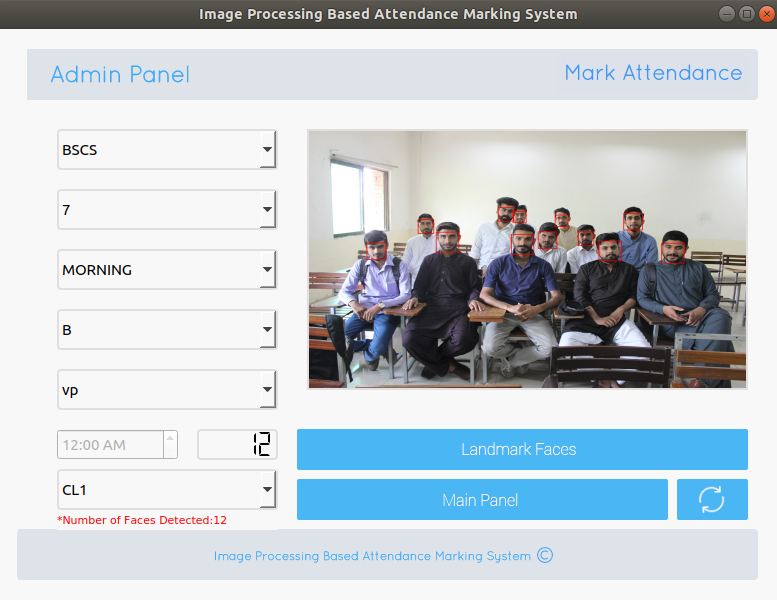 Image Processing Based Attendance Marking System
Admin Panel
Mark Attendance
BSCS
7
MORNING
B
vp
12:00 AM
12
CL1
*Number of Faces Detected:12
Landmark Faces
Main Panel
Image Processing Based Attendance Marking System ©